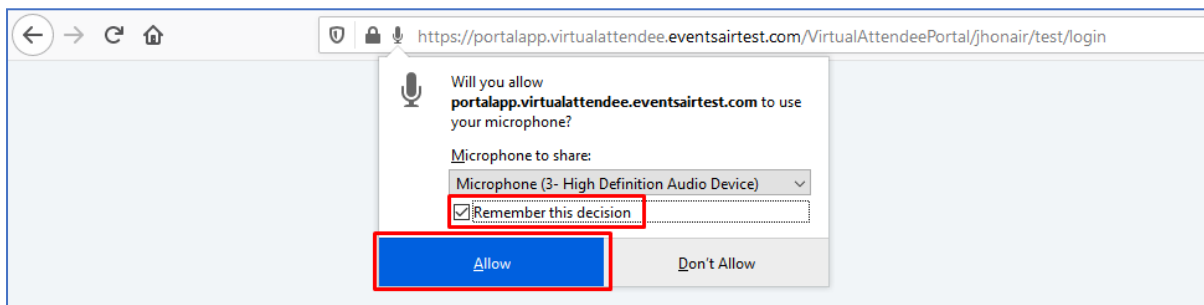 https://portalapp.virtualattendee.eventsairtest.com/VirtualAttendeePortal/jhonair/test/login
Will you allow
portalapp.virtualattendee.eventsairtest.com to use
your microphone?
Microphone to share:
Microphone (3- High Definition Audio Device)
Remember this decision
Allow
Don't Allow